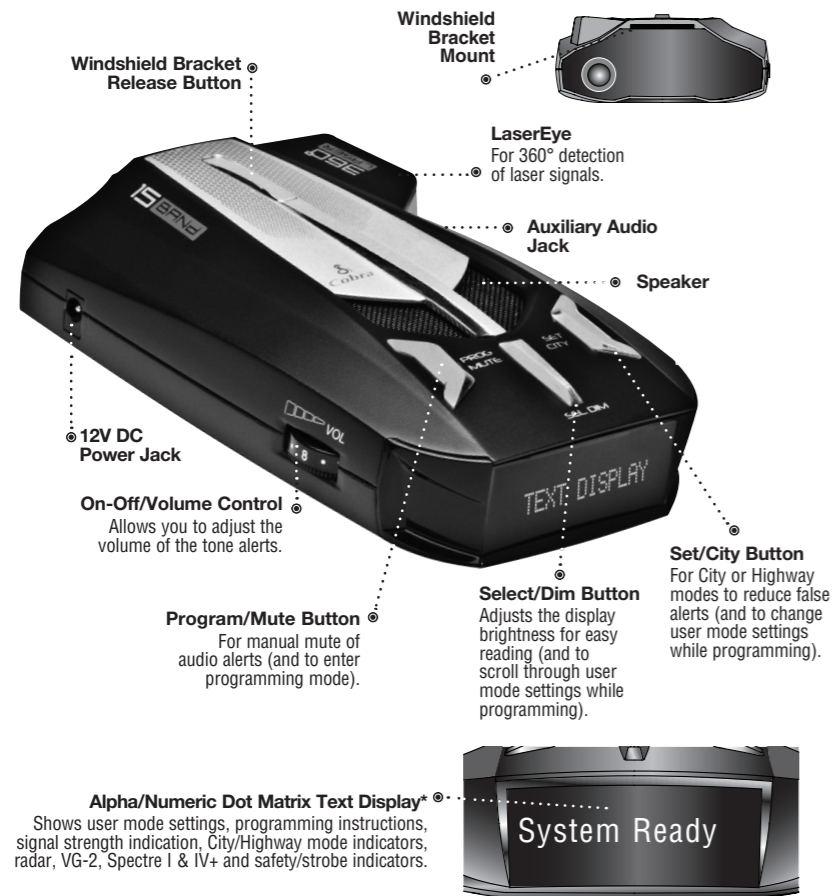 Windshield
Bracket
Mount
Windshield Bracket
Release Button
LaserEye
For 360° detection
of laser signals.
Auxiliary Audio
Jack
Speaker
360°
15 BAND
Cobra
PROG
MUTE
SET
CITY
SEL DIM
VOL
8
TEXT DISPLAY
12V DC
Power Jack
On-Off/Volume Control
Allows you to adjust the
volume of the tone alerts.
Program/Mute Button
For manual mute of
audio alerts (and to enter
programming mode).
Select/Dim Button
Adjusts the display
brightness for easy
reading (and to
scroll through user
mode settings while
programming).
Set/City Button
For City or Highway
modes to reduce false
alerts (and to change
user mode settings
while programming).
Alpha/Numeric Dot Matrix Text Display*
Shows user mode settings, programming instructions,
signal strength indication, City/Highway mode indicators,
radar, VG-2, Spectre I & IV+ and safety/strobe indicators.
System Ready